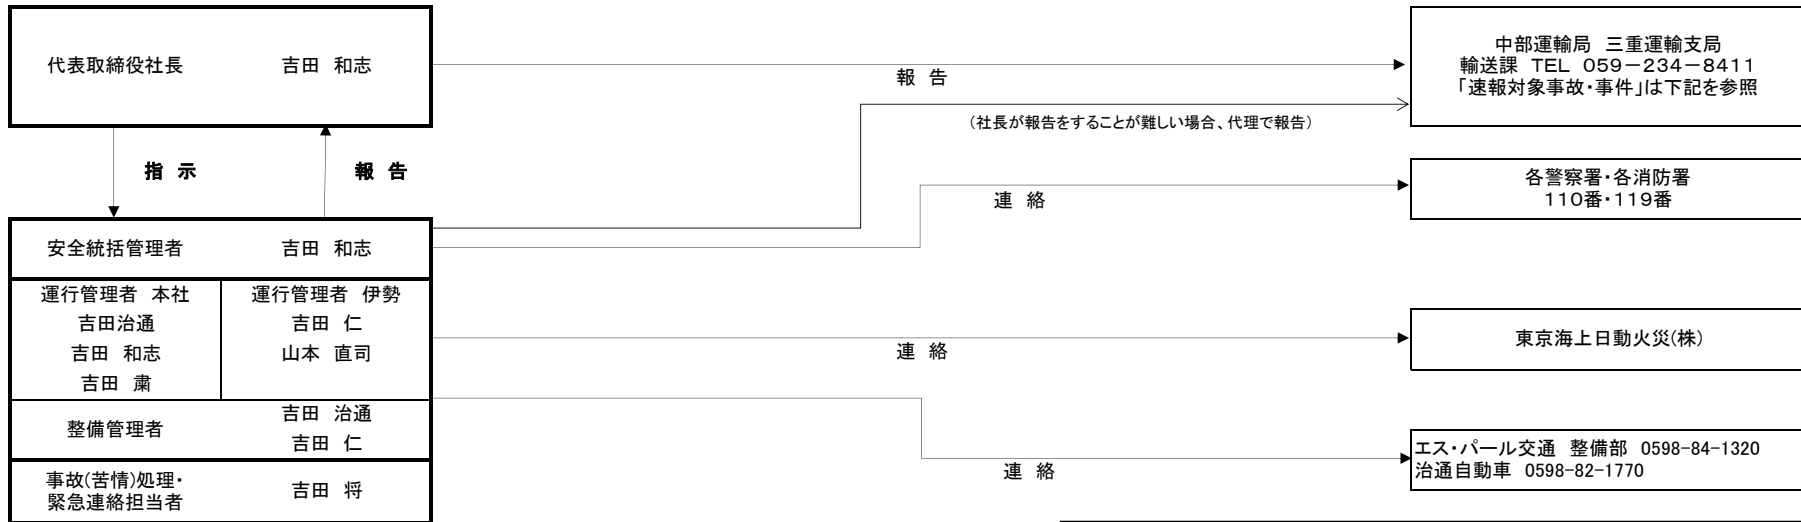 代表取締役社長 吉田 和志
報 告
中部運輸局 三重運輸支局
輸送課 TEL 059－234－8411
「速報対象事故・事件」は下記を参照
（社長が報告をすることが難しい場合、代理で報告）
指 示
報 告
連 絡
各警察署・各消防署
110番・119番
安全統括管理者 吉田 和志
運行管理者 本社
吉田治通
吉田 和志
吉田 粛
運行管理者 伊勢
吉田 仁
山本 直司
連 絡
東京海上日動火災(株)
整備管理者
吉田 治通
吉田 仁
連 絡
エス・パール交通 整備部 0598-84-1320
治通自動車 0598-82-1770
事故(苦情)処理・
緊急連絡担当者
吉田 将